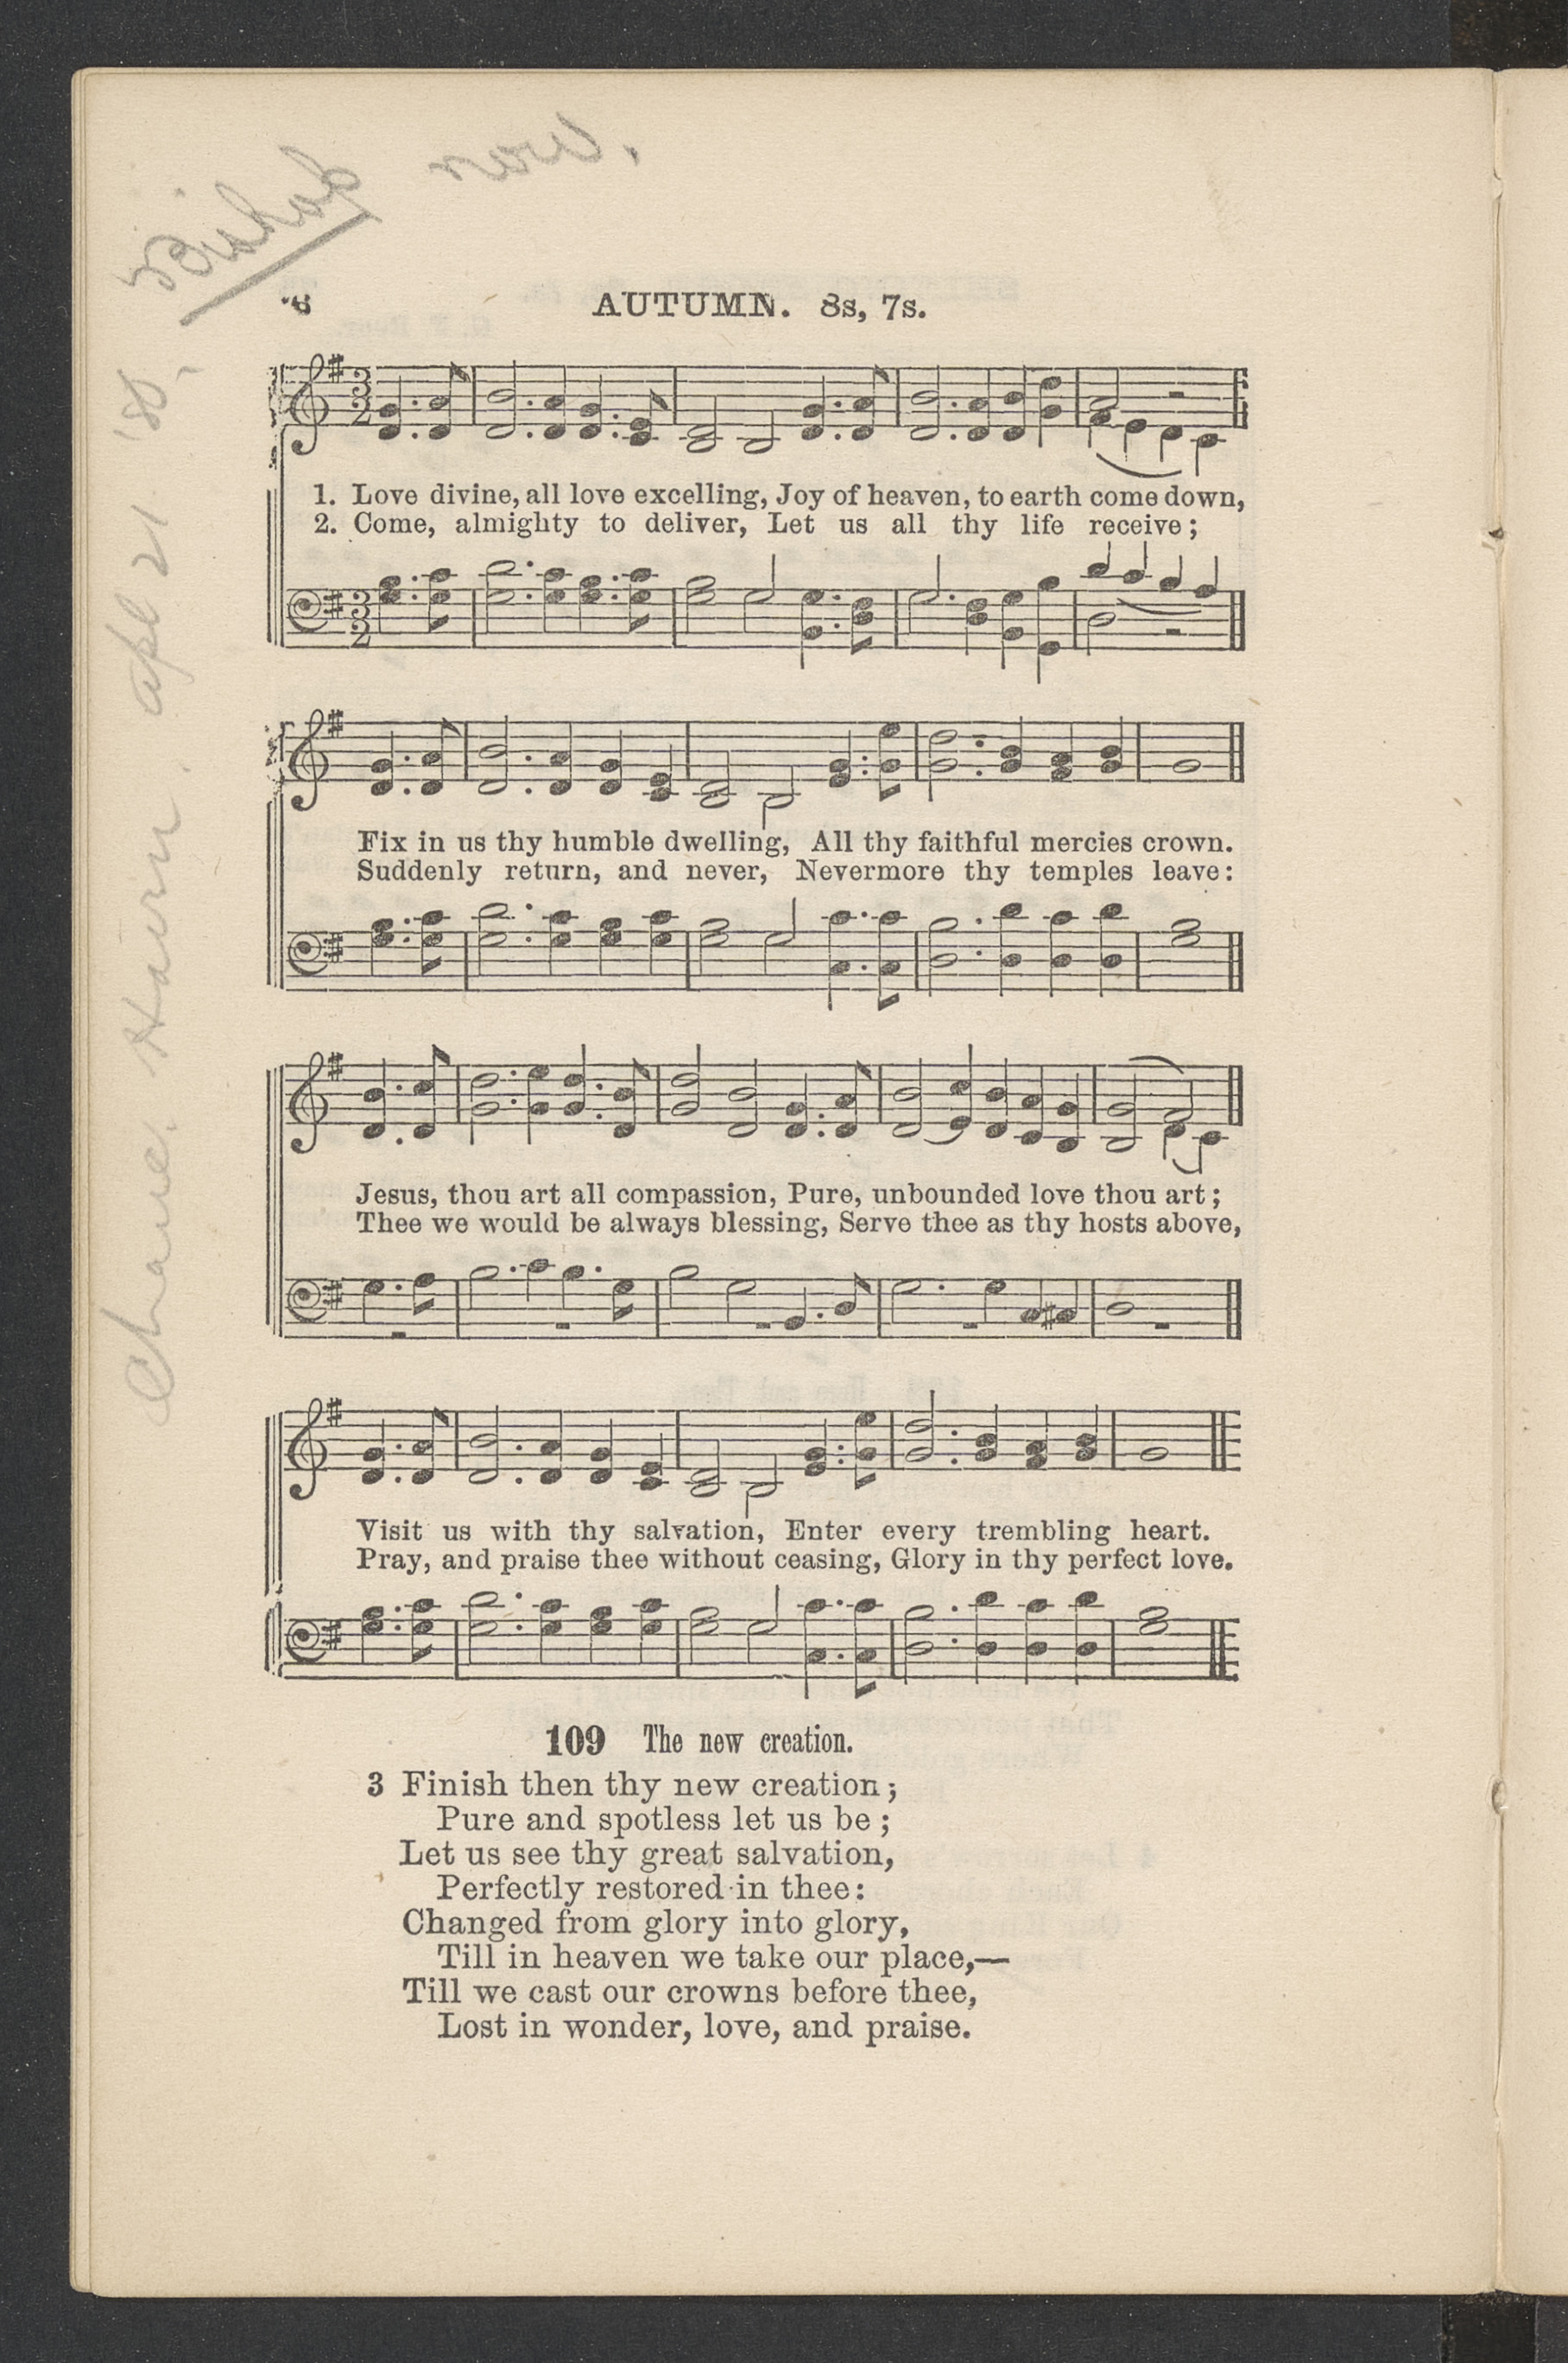 Bishop now.
AUTUMN. 8s, 7s.
1. Love divine, all love excelling, Joy of heaven, to earth come down,
2. Come, almighty to deliver, Let us all thy life receive;
Fix in us thy humble dwelling, All thy faithful mercies crown.
Suddenly return, and never, Nevermore thy temples leave:
Jesus, thou art all compassion, Pure, unbounded love thou art;
Thee we would be always blessing, Serve thee as thy hosts above,
Visit us with thy salvation, Enter every trembling heart.
Pray, and praise thee without ceasing, Glory in thy perfect love.
109 The new creation.
3 Finish then thy new creation;
Pure and spotless let us be;
Let us see thy great salvation,
Perfectly restored in thee:
Changed from glory into glory,
Till in heaven we take our place,—
Till we cast our crowns before thee,
Lost in wonder, love, and praise.